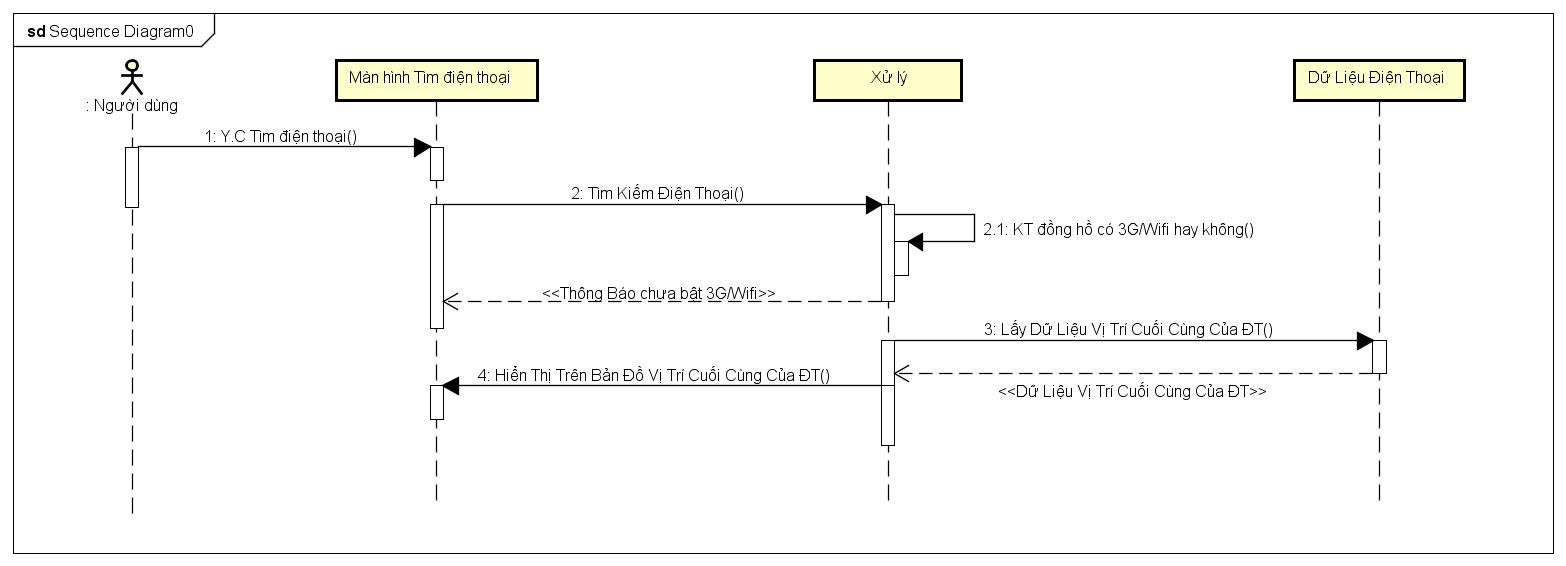 sd Sequence Diagram0
: Người dùng
Màn hình Tìm điện thoại
Xử lý
Dữ Liệu Điện Thoại
1: Y.C Tìm điện thoại()
2: Tìm Kiếm Điện Thoại()
2.1: KT đồng hồ có 3G/Wifi hay không()
<<Thông Báo chưa bật 3G/Wifi>>
3: Lấy Dữ Liệu Vị Trí Cuối Cùng Của ĐT()
4: Hiển Thị Trên Bản Đồ Vị Trí Cuối Cùng Của ĐT()
<<Dữ Liệu Vị Trí Cuối Cùng Của ĐT>>